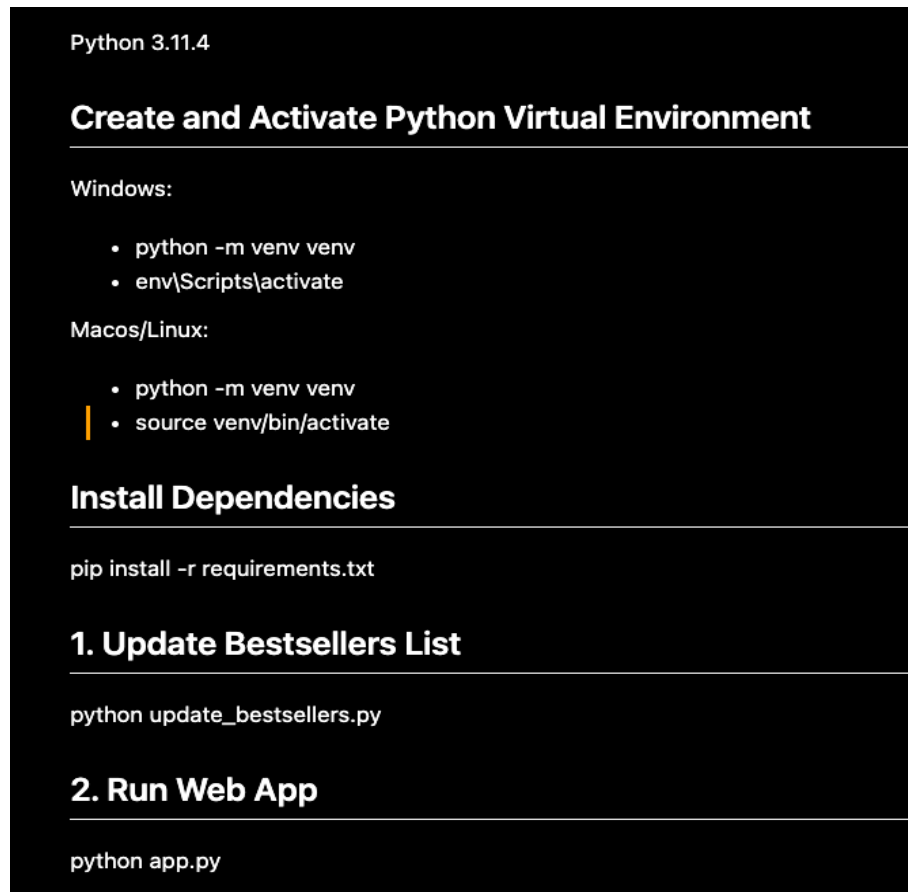 Python 3.11.4
Create and Activate Python Virtual Environment
Windows:
• python -m venv venv
• env\Scripts\activate
Macos/Linux:
• python -m venv venv
• source venv/bin/activate
Install Dependencies
pip install -r requirements.txt
1. Update Bestsellers List
python update_bestsellers.py
2. Run Web App
python app.py